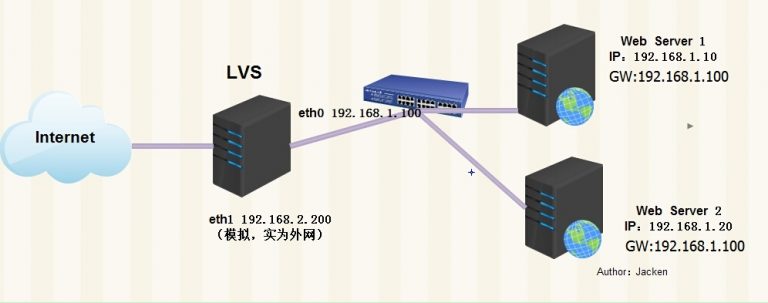 Internet
LVS
eth0 192.168.1.100
eth1 192.168.2.200
（模拟，实为外网）
Web Server 1
IP：192.168.1.10
GW:192.168.1.100
Web Server 2
IP：192.168.1.20
GW:192.168.1.100
Author：Jacken